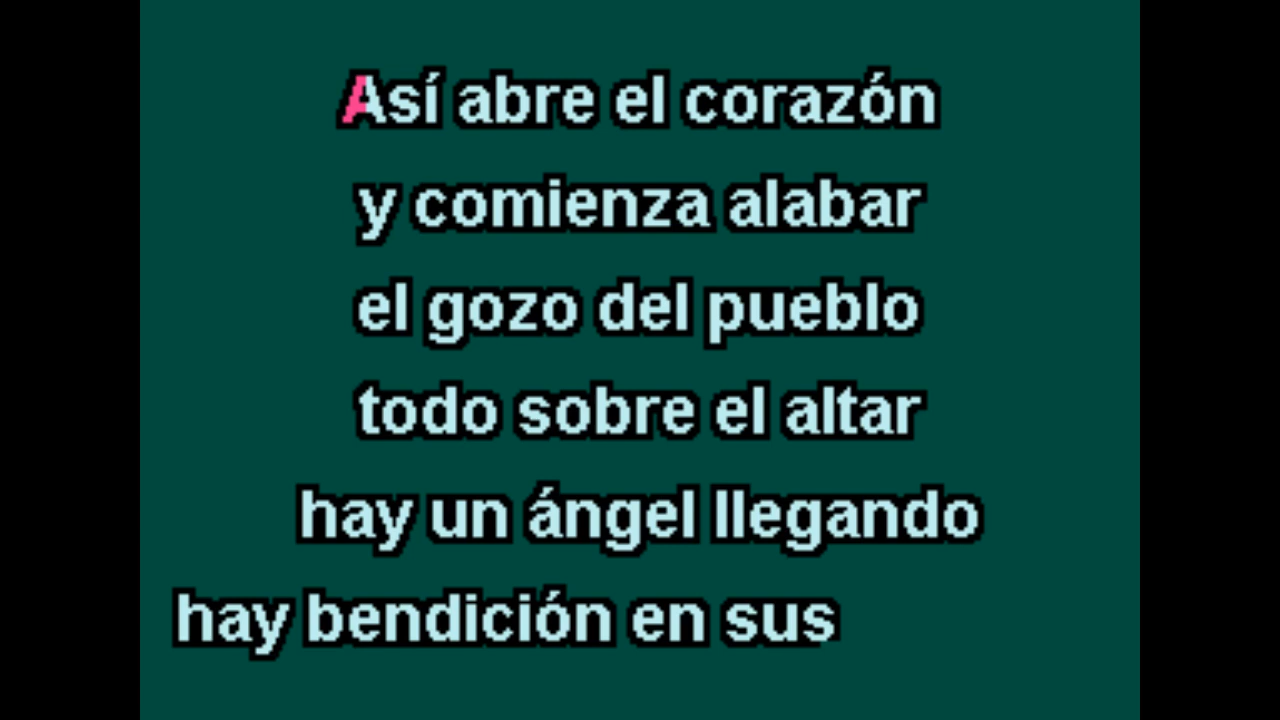 Así abre el corazón
y comienza alabar
el gozo del pueblo
todo sobre el altar
hay un ángel llegando
hay bendición en sus